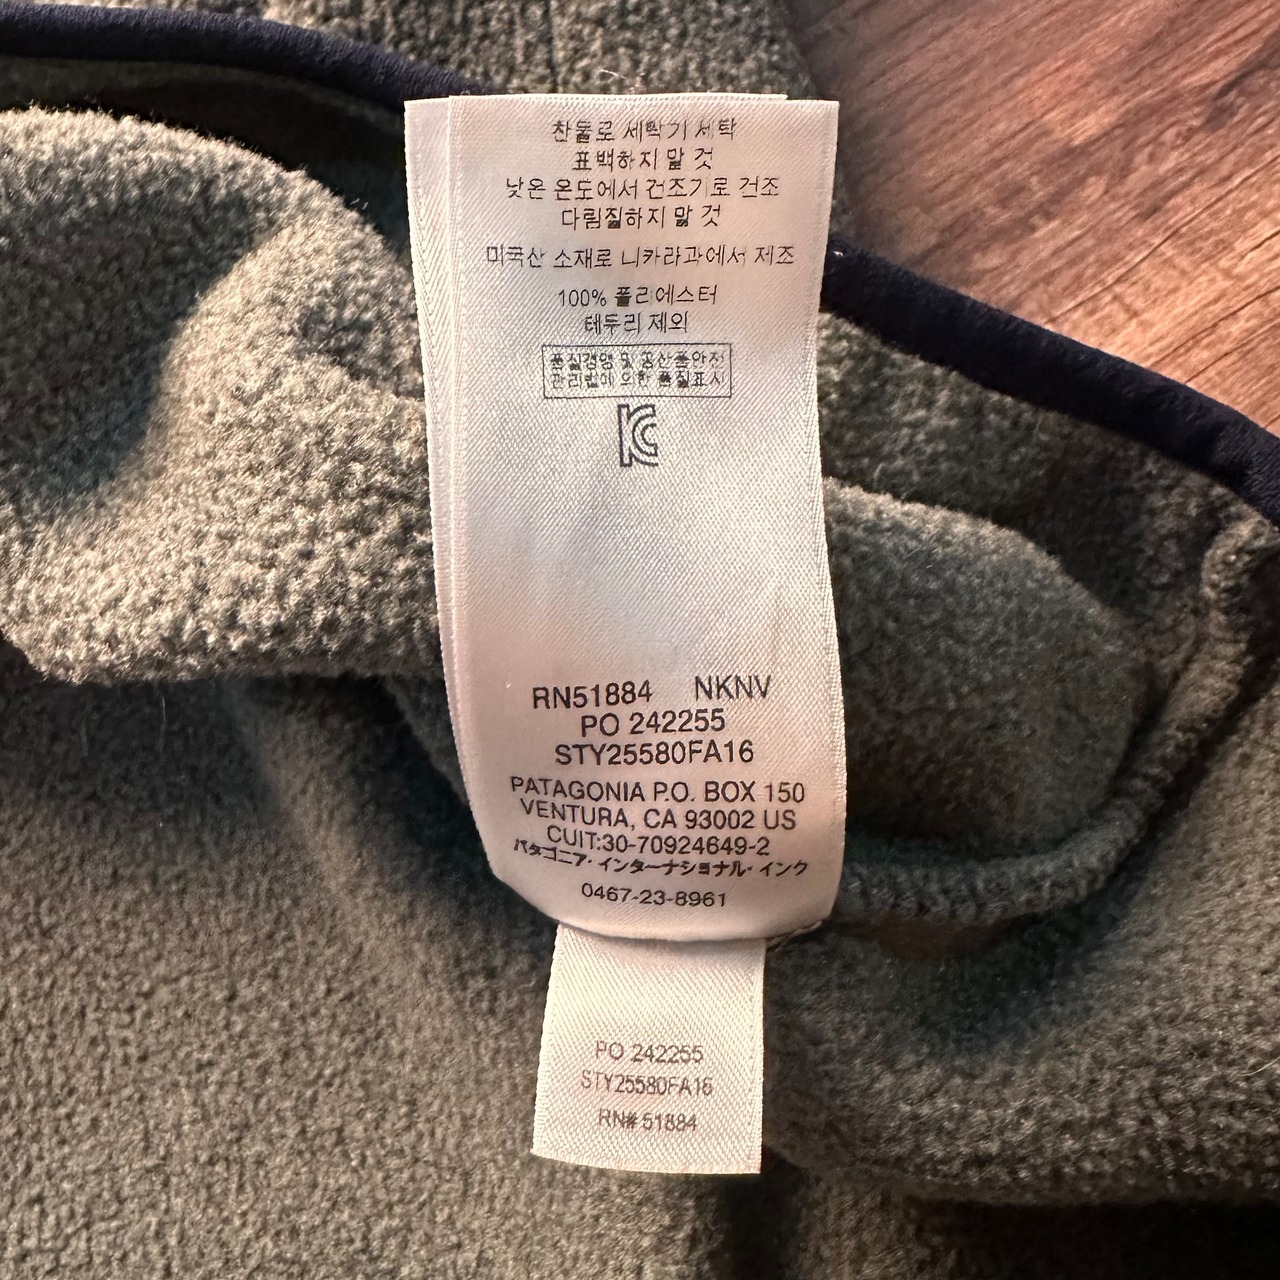 찬물로 세탁기 세탁
표백하지 말 것
낮은 온도에서 건조기로 건조
다림질하지 말 것
미국산 소재로 니카라과에서 제조
100% 폴리에스터
테두리 제외
품질경영 및 공산품안전
관리법에 의한 품질표시
RN51884 NKNV
PO 242255
STY25580FA16
PATAGONIA P.O. BOX 150
VENTURA, CA 93002 US
CUIT:30-70924649-2
パタゴニア・インターナショナル・インク
0467-23-8961
PO 242255
STY25580FA16
RN# 51884